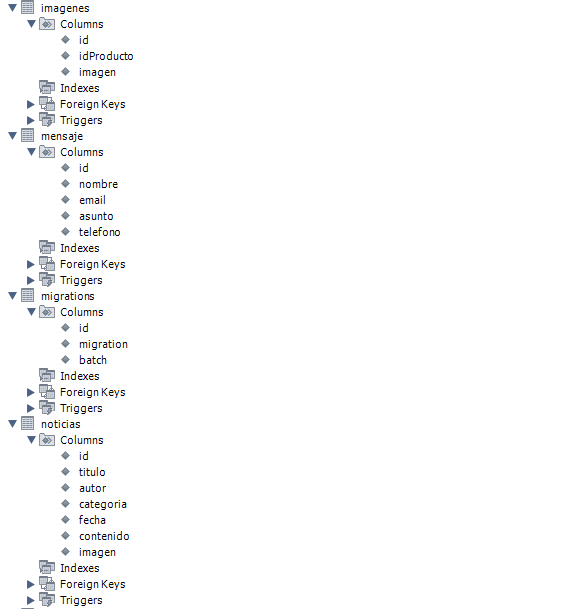 imagenes
Columns
id
idProducto
imagen
Indexes
Foreign Keys
Triggers
mensaje
Columns
id
nombre
email
asunto
telefono
Indexes
Foreign Keys
Triggers
migrations
Columns
id
migration
batch
Indexes
Foreign Keys
Triggers
noticias
Columns
id
titulo
autor
categoria
fecha
contenido
imagen
Indexes
Foreign Keys
Triggers